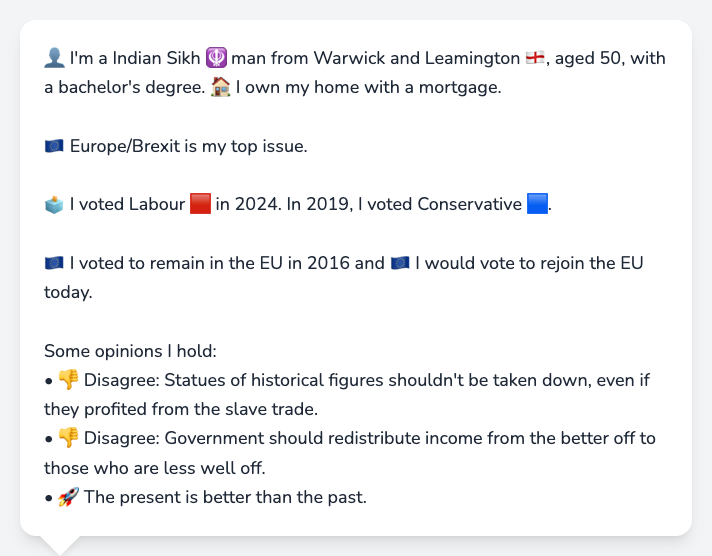 👤 I'm a Indian Sikh 🪯 man from Warwick and Leamington 🏴󠁧󠁢󠁥󠁮󠁧󠁿, aged 50, with
a bachelor's degree. 🏠 I own my home with a mortgage.
🇪🇺 Europe/Brexit is my top issue.
🗳️ I voted Labour 🟥 in 2024. In 2019, I voted Conservative 🟦.
🇪🇺 I voted to remain in the EU in 2016 and 🇪🇺 I would vote to rejoin the EU
today.
Some opinions I hold:
• 👎 Disagree: Statues of historical figures shouldn't be taken down, even if
they profited from the slave trade.
• 👎 Disagree: Government should redistribute income from the better off to
those who are less well off.
• 🚀 The present is better than the past.